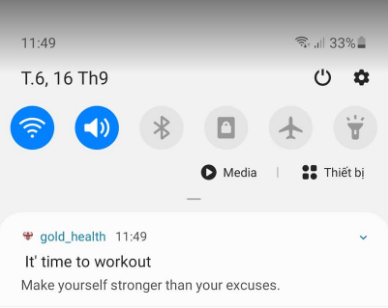 11:49 33%
T.6, 16 Th9
Media | Thiết bị
gold_health 11:49
It' time to workout
Make yourself stronger than your excuses.